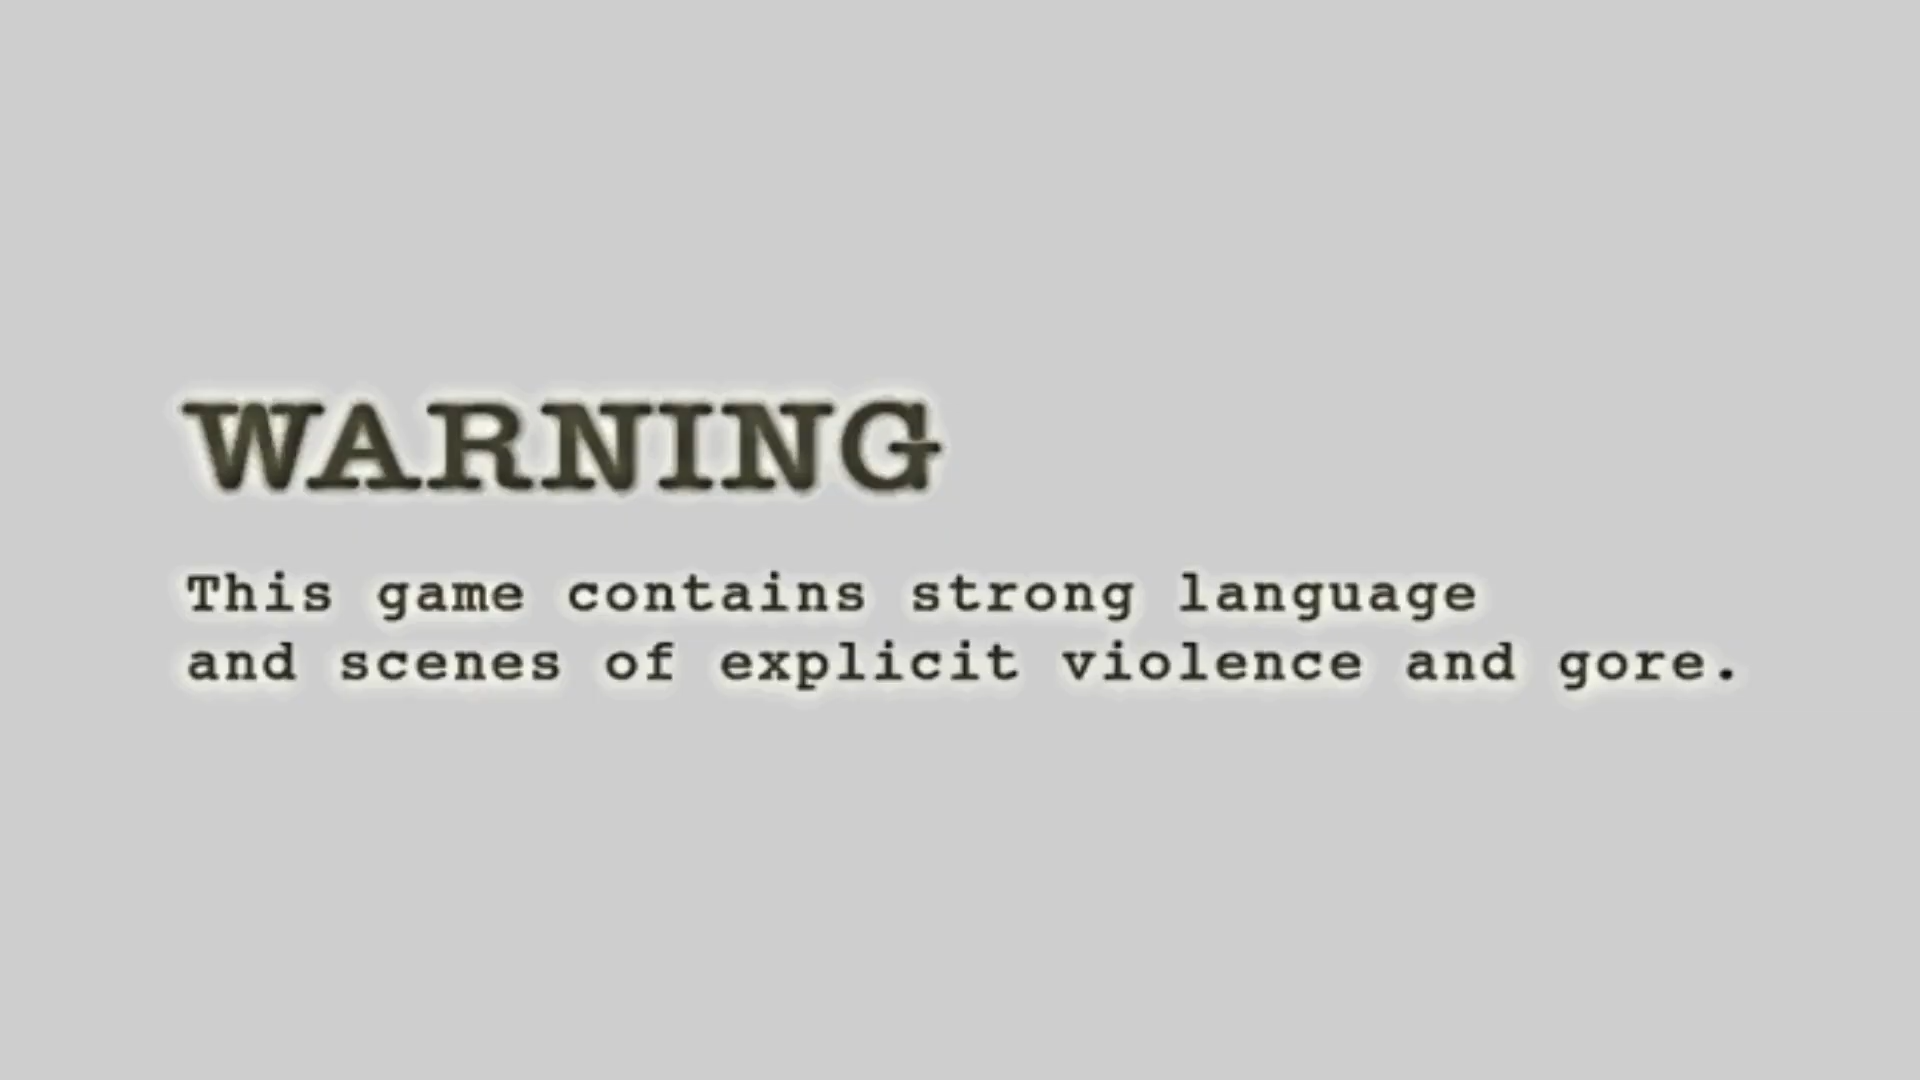 WARNING
This game contains strong language
and scenes of explicit violence and gore.